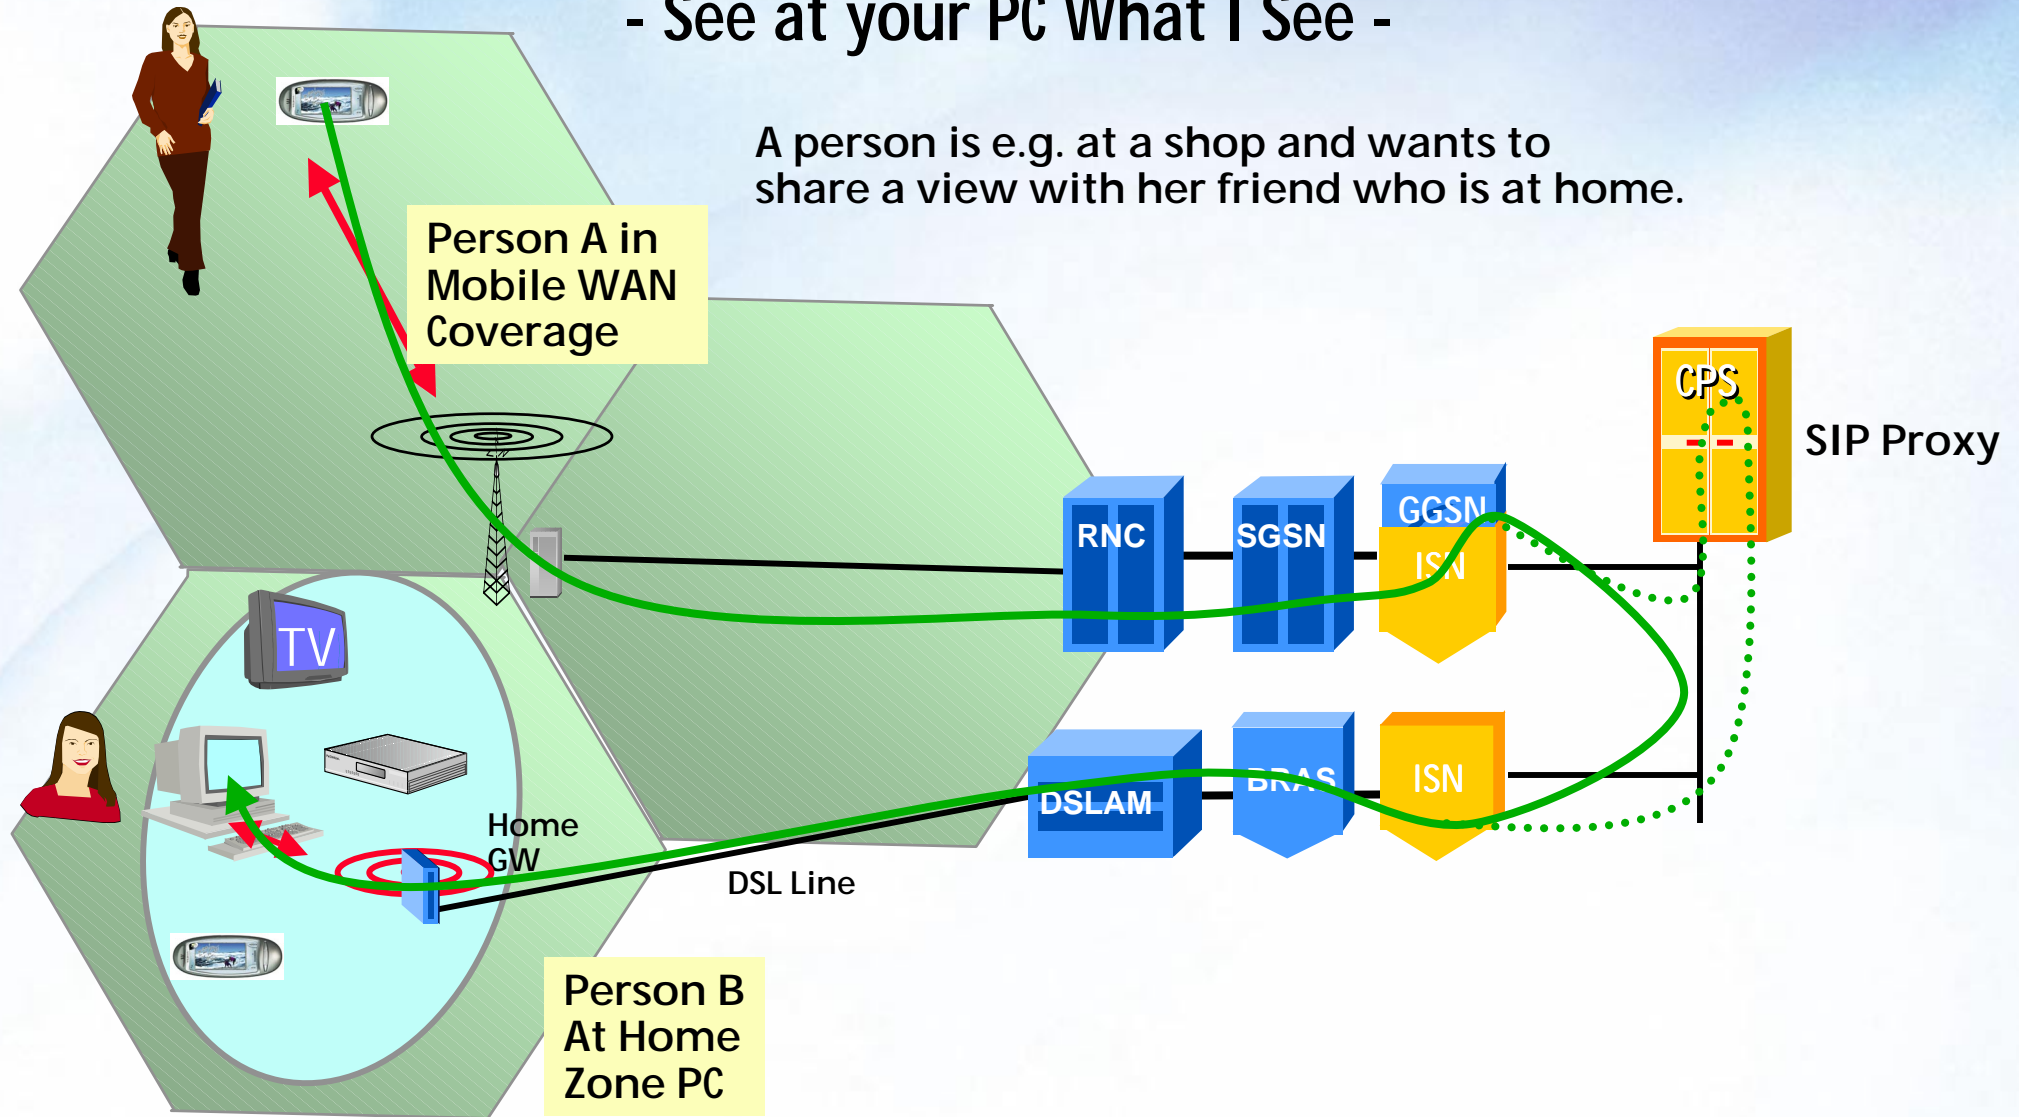 - See at your PC What I See -
A person is e.g. at a shop and wants to
share a view with her friend who is at home.
Person A in
Mobile WAN
Coverage
CPS
SIP Proxy
GGSN
RNC
SGSN
ISN
TV
DSLAM
BRAS
ISN
Home
GW
DSL Line
Person B
At Home
Zone PC